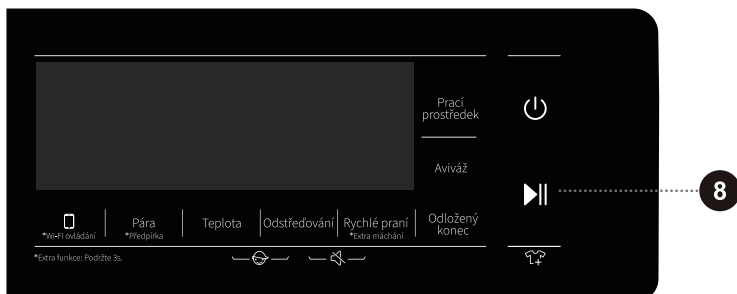 Prací
prostředek
Aviváž
8
*Wi-Fi ovládání
Pára
*Předpírka
Teplota
Odstřeďování
Rychlé praní
*Extra máchání
Odložený
konec
*Extra funkce: Podržte 3s.